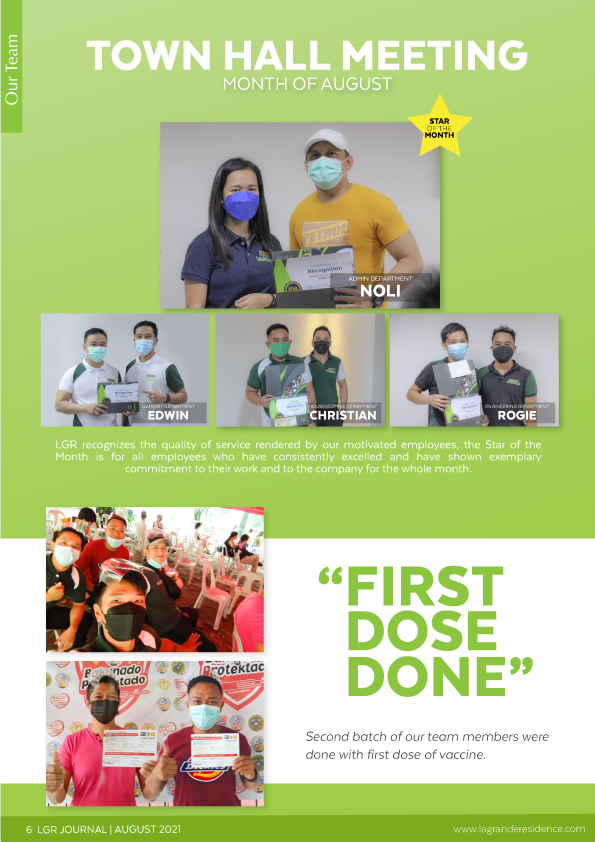 Our Team
TOWN HALL MEETING
MONTH OF AUGUST
STAR
OF THE
MONTH
PETROL
Certificate of
Recognition
ADMIN DEPARTMENT
NOLI
LAUNDRY DEPARTMENT
EDWIN
HOUSEKEEPING DEPARTMENT
CHRISTIAN
ENGINEERING DEPARTMENT
ROGIE
LGR recognizes the quality of service rendered by our motivated employees, the Star of the
Month is for all employees who have consistently excelled and have shown exemplary
commitment to their work and to the company for the whole month.
“FIRST
DOSE
DONE”
Bakunado
Protektado
Protektado
Dickies
Second batch of our team members were
done with first dose of vaccine.
6 LGR JOURNAL | AUGUST 2021
www.lagranderesidence.com